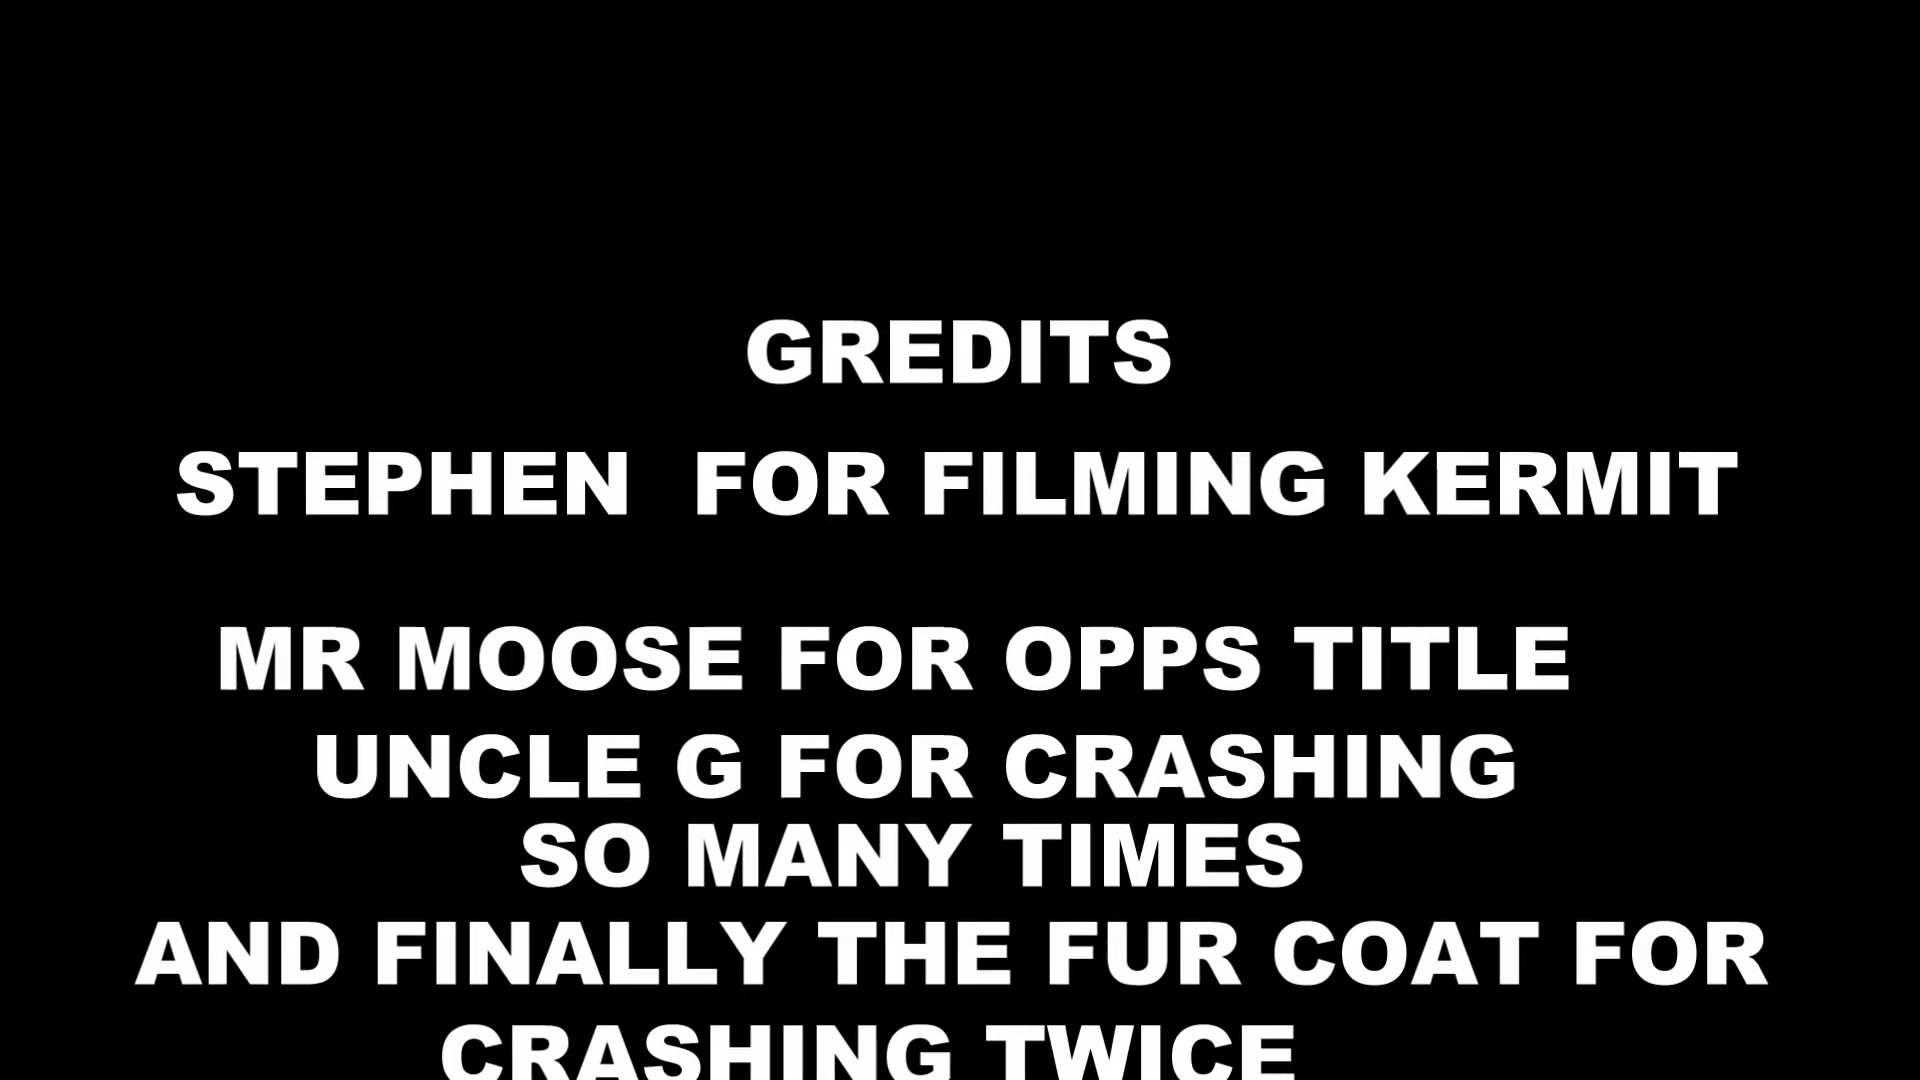 GREDITS
STEPHEN  FOR FILMING KERMIT
MR MOOSE FOR OPPS TITLE
UNCLE G FOR CRASHING
SO MANY TIMES
AND FINALLY THE FUR COAT FOR
CRASHING TWICE